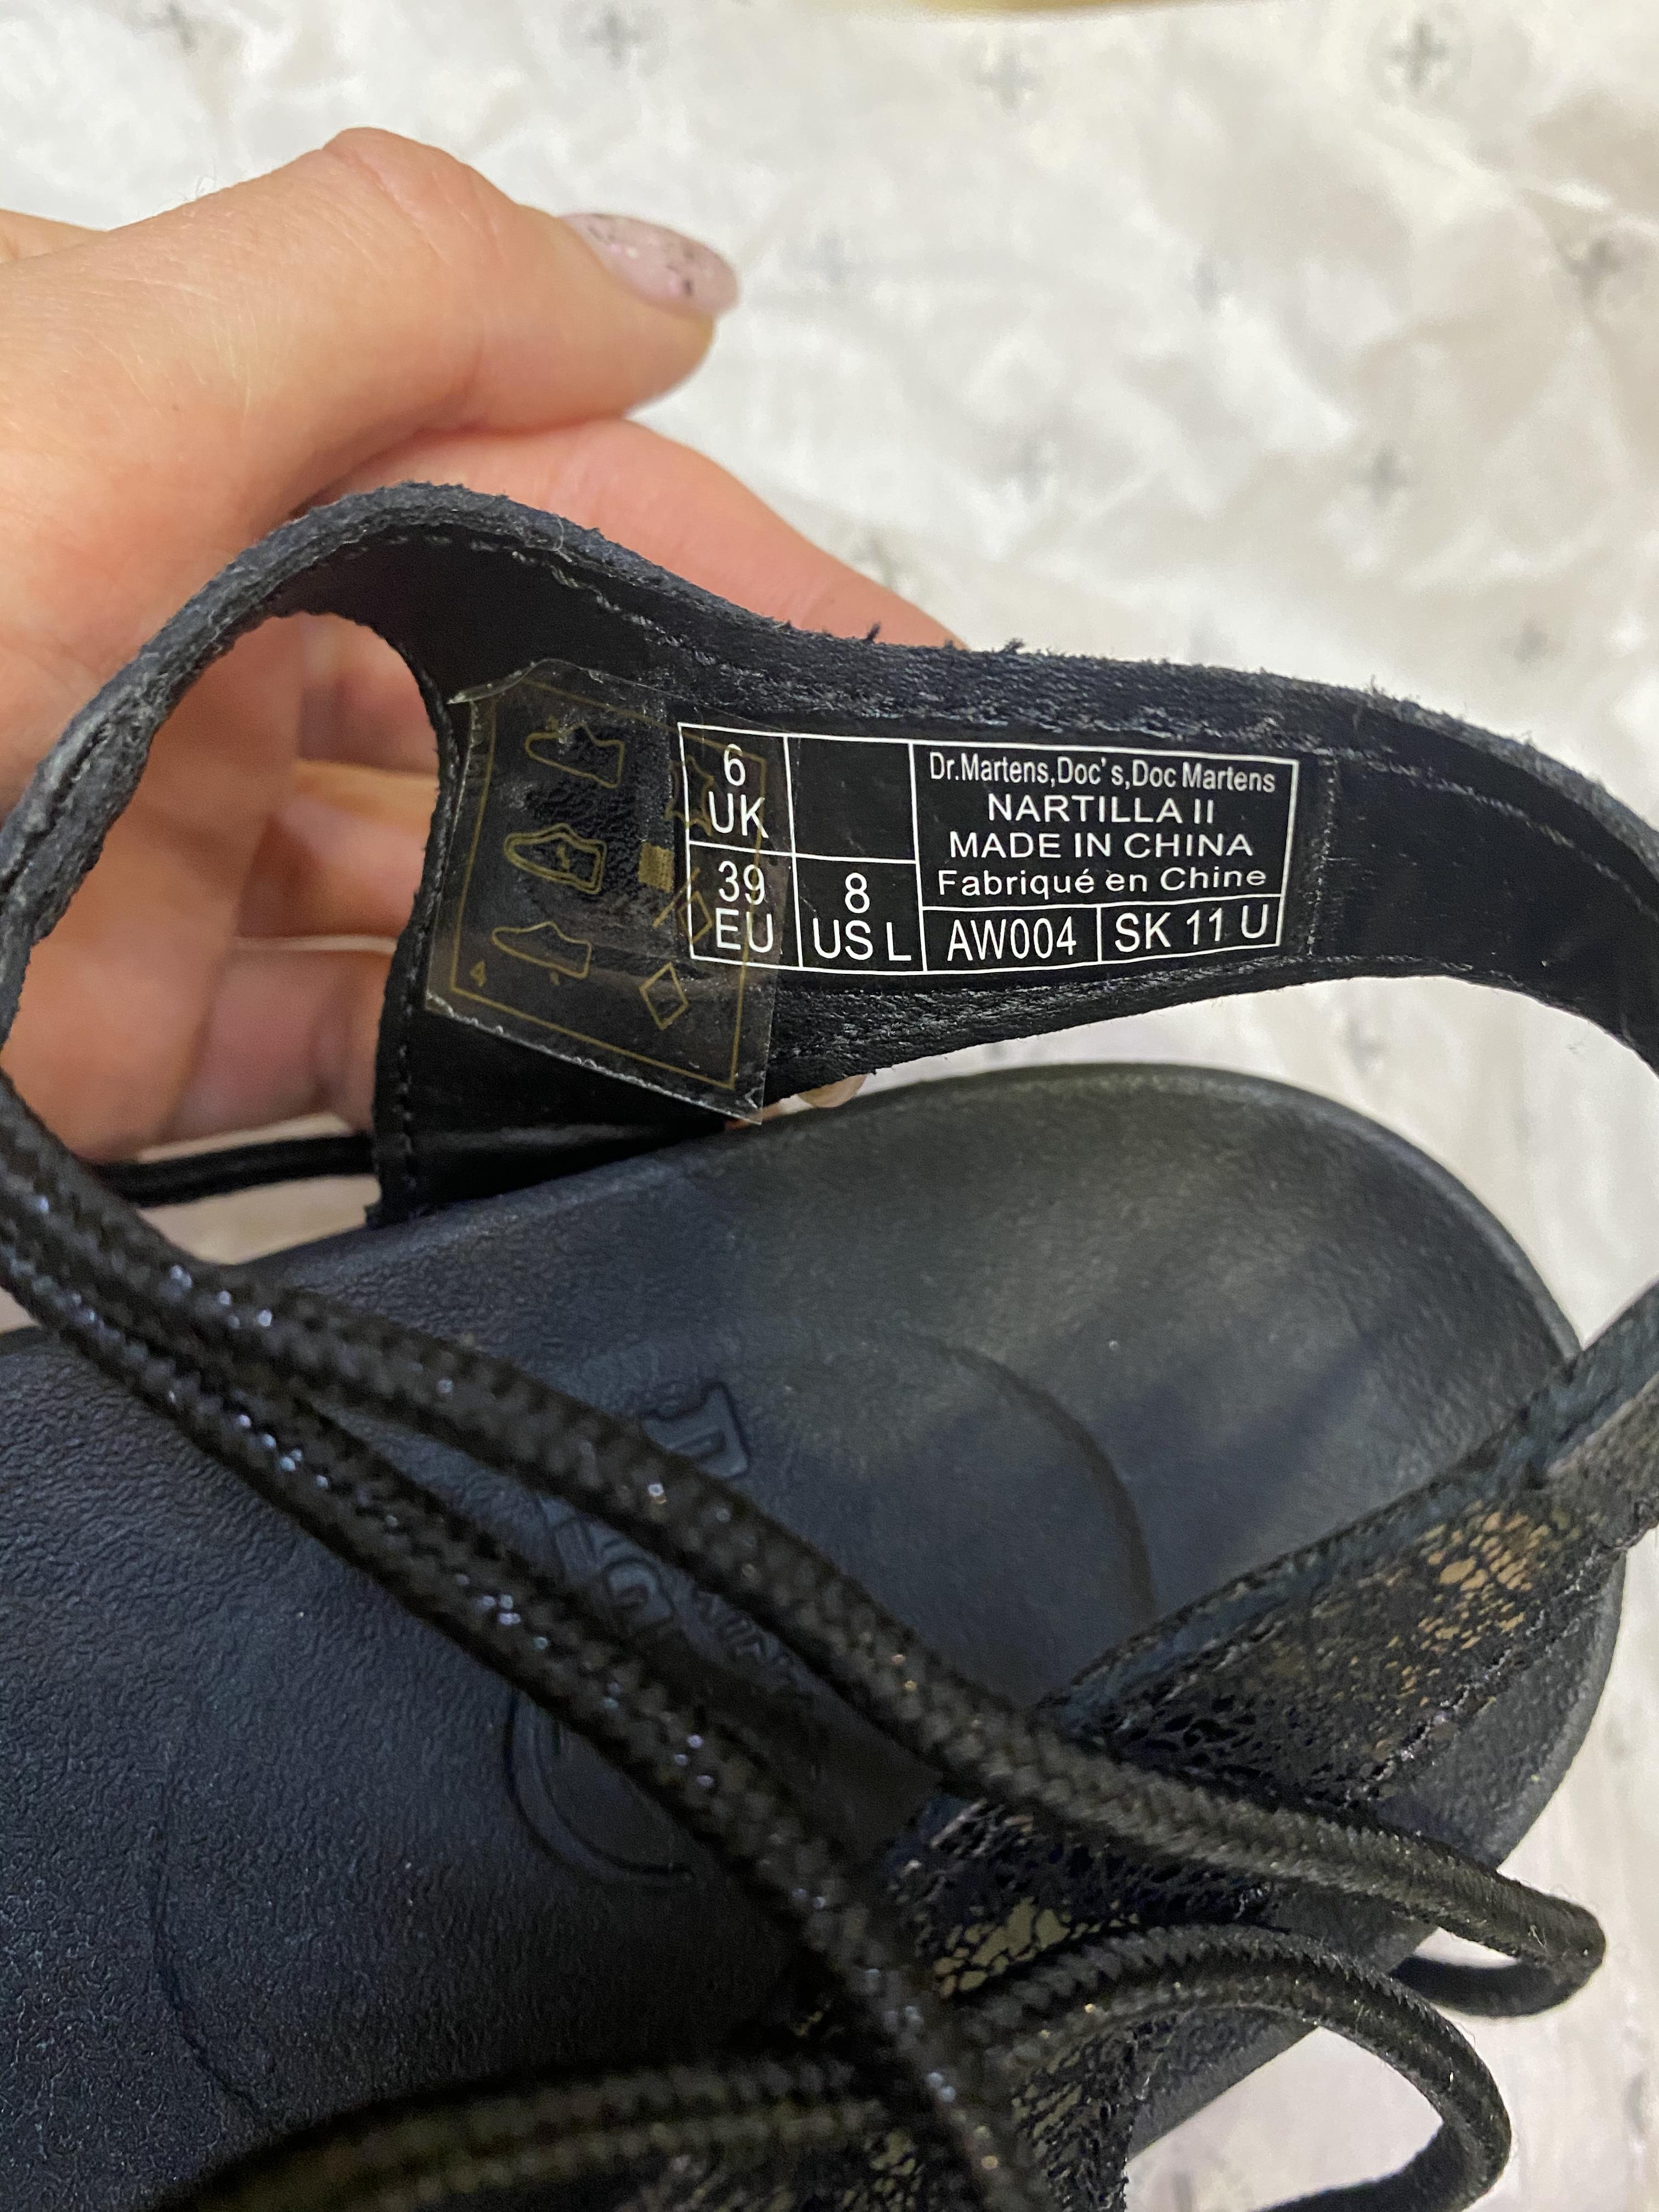 6
UK
39
EU
8
US L
Dr.Martens,Doc's,Doc Martens
NARTILLA II
MADE IN CHINA
Fabriqué en Chine
AW004
SK 11 U
4